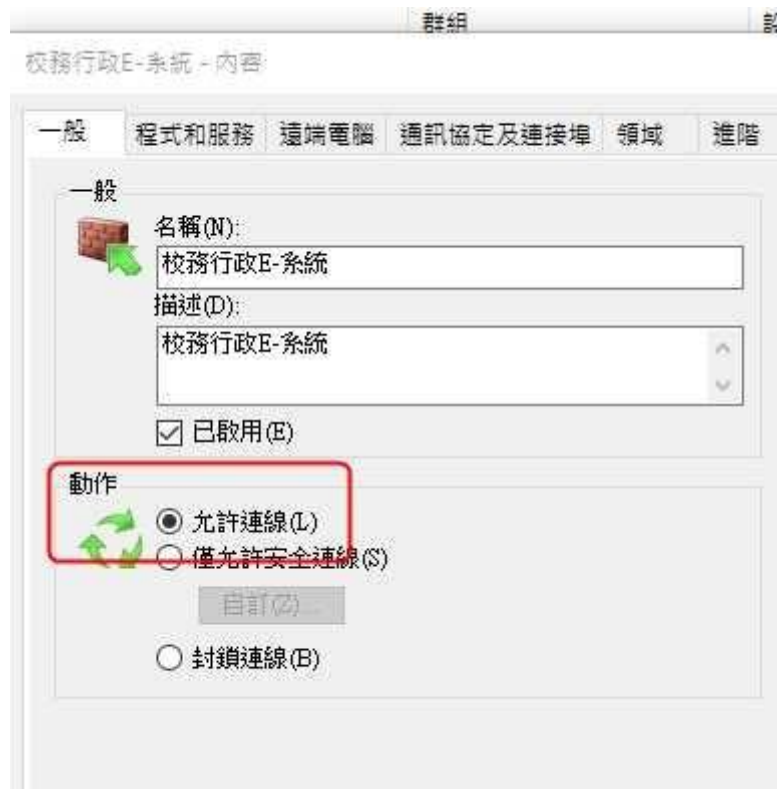 群組
校務行政E-系統 - 內容
一般 程式和服務 遠端電腦 通訊協定及連接埠 領域 進階
一般
名稱(N):
校務行政E-系統
描述(D):
校務行政E-系統
已啟用(E)
動作
允許連線(L)
僅允許安全連線(S)
自訂(Z)...
封鎖連線(B)